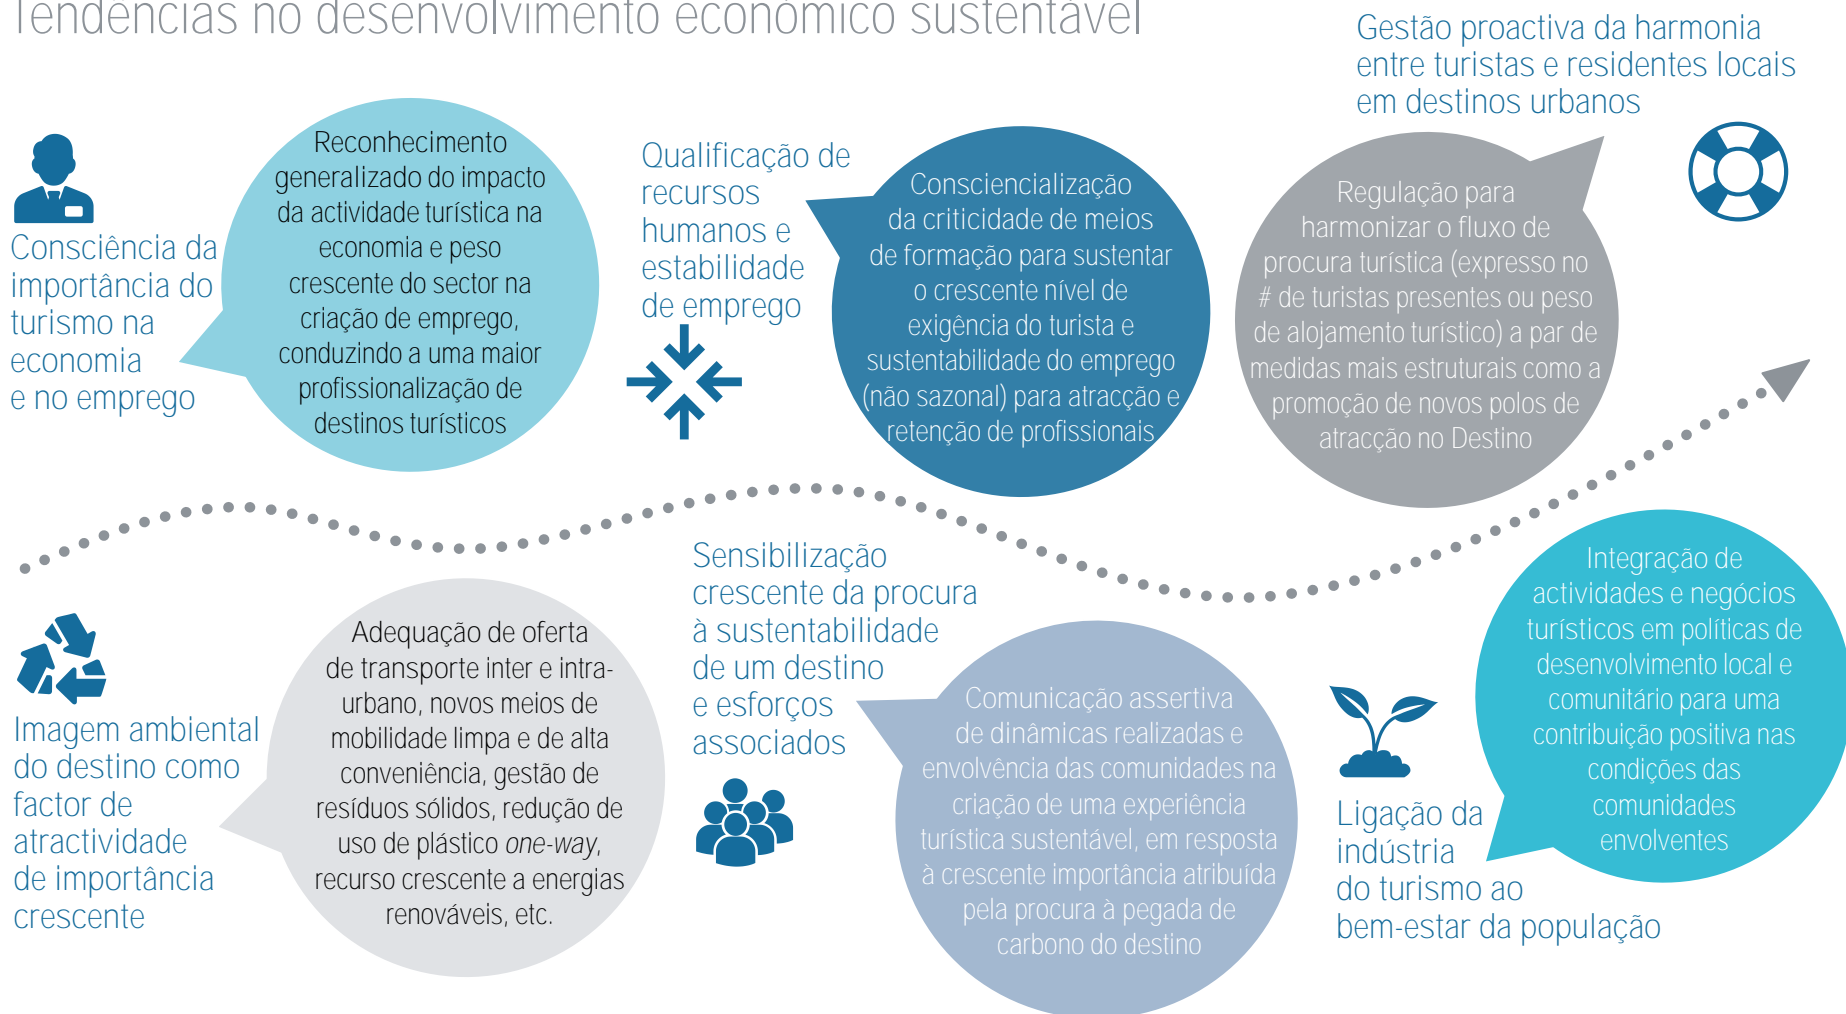 Tendências no desenvolvimento económico sustentável
Consciência da
importância do
turismo na
economia
e no emprego
Reconhecimento
generalizado do impacto
da actividade turística na
economia e peso
crescente do sector na
criação de emprego,
conduzindo a uma maior
profissionalização de
destinos turísticos
Qualificação de
recursos
humanos e
estabilidade
de emprego
Consciencialização
da criticidade de meios
de formação para sustentar
o crescente nível de
exigência do turista e
sustentabilidade do emprego
(não sazonal) para atracção e
retenção de profissionais
Gestão proactiva da harmonia
entre turistas e residentes locais
em destinos urbanos
Regulação para
harmonizar o fluxo de
procura turística (expresso no
# de turistas presentes ou peso
de alojamento turístico) a par de
medidas mais estruturais como a
promoção de novos polos de
atracção no Destino
Imagem ambiental
do destino como
factor de
atractividade
de importância
crescente
Adequação de oferta
de transporte inter e intra-
urbano, novos meios de
mobilidade limpa e de alta
conveniência, gestão de
resíduos sólidos, redução de
uso de plástico one-way,
recurso crescente a energias
renováveis, etc.
Sensibilização
crescente da procura
à sustentabilidade
de um destino
e esforços
associados
Comunicação assertiva
de dinâmicas realizadas e
envolvência das comunidades na
criação de uma experiência
turística sustentável, em resposta
à crescente importância atribuída
pela procura à pegada de
carbono do destino
Ligação da
indústria
do turismo ao
bem-estar da população
Integração de
actividades e negócios
turísticos em políticas de
desenvolvimento local e
comunitário para uma
contribuição positiva nas
condições das
comunidades
envolventes